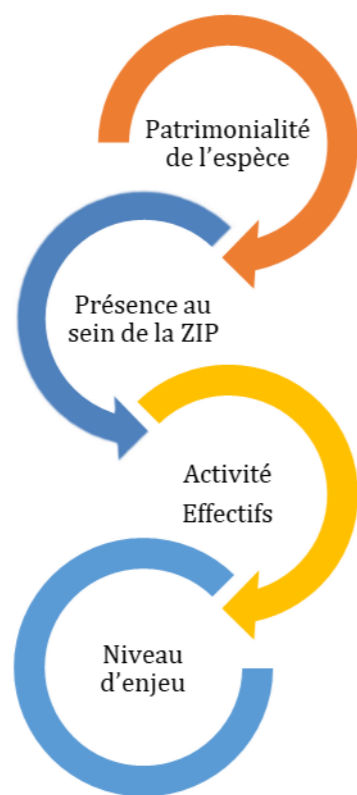 Patrimonialité
de l’espèce
Présence au
sein de la ZIP
Activité
Effectifs
Niveau
d’enjeu